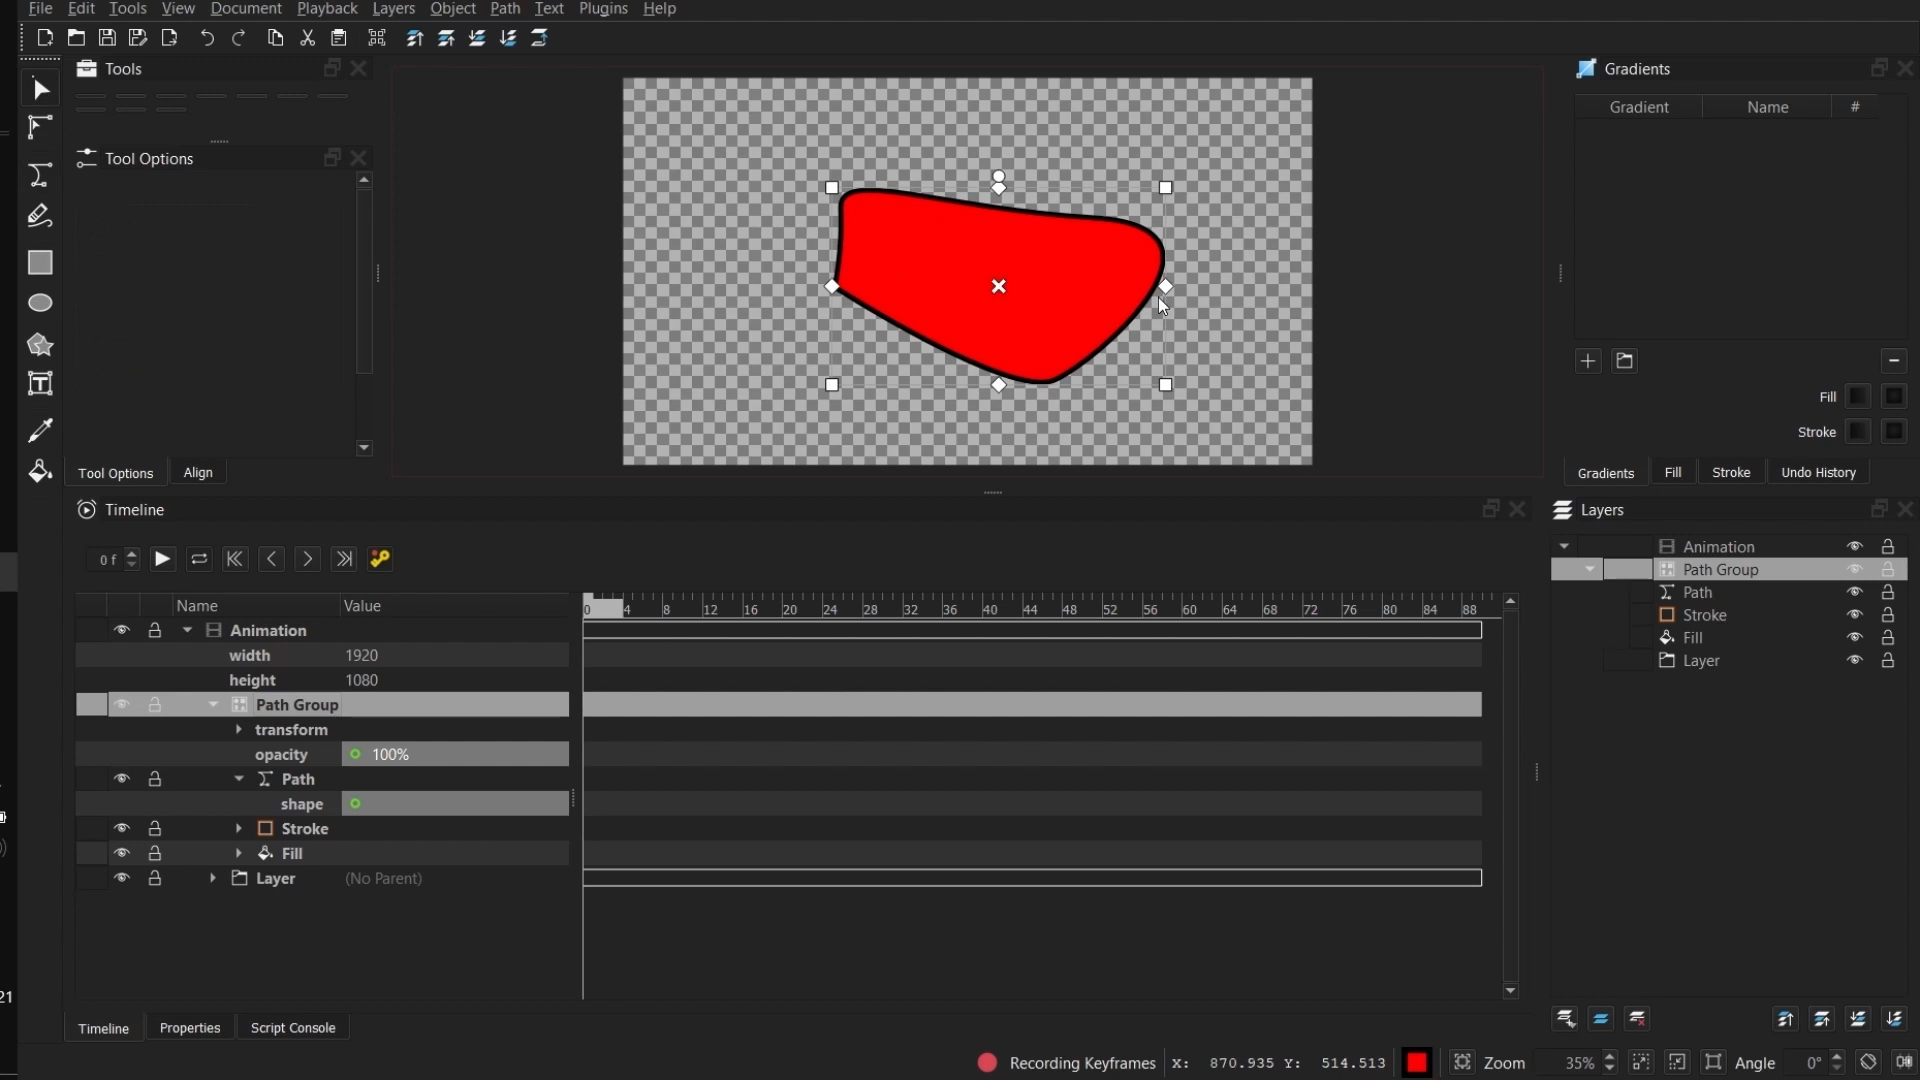 File Edit Tools View Document Playback Layers Object Path Text Plugins Help
Tools
Tool Options
Tool Options Align
Gradients
Gradient Name #
Fill
Stroke
Gradients Fill Stroke Undo History
Timeline
0 f
Name Value
0 4 8 12 16 20 24 28 32 36 40 44 48 52 56 60 64 68 72 76 80 84 88
Animation
width 1920
height 1080
Path Group
transform
opacity 100%
Path
shape
Stroke
Fill
Layer (No Parent)
Layers
Animation
Path Group
Path
Stroke
Fill
Layer
21
Timeline Properties Script Console
Recording Keyframes X: 870.935 Y: 514.513 Zoom 35% Angle 0°